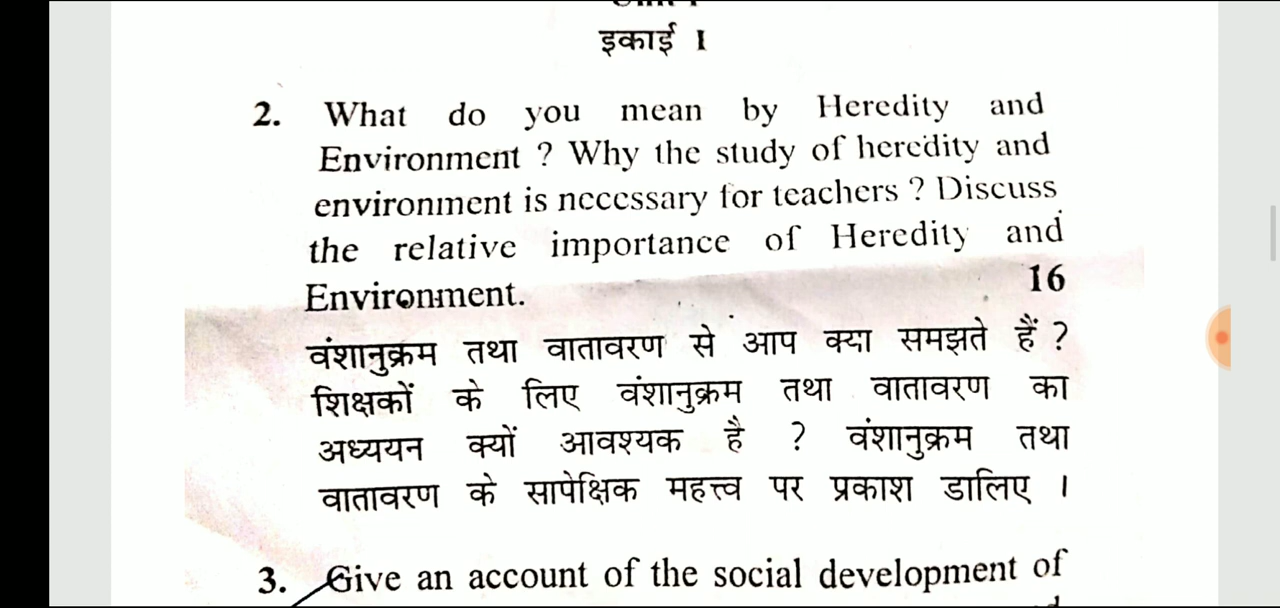 इकाई I
2. What do you mean by Heredity and
Environment ? Why the study of heredity and
environment is necessary for teachers ? Discuss
the relative importance of Heredity and
Environment. 16
वंशानुक्रम तथा वातावरण से आप क्या समझते हैं ?
शिक्षकों के लिए वंशानुक्रम तथा वातावरण का
अध्ययन क्यों आवश्यक है ? वंशानुक्रम तथा
वातावरण के सापेक्षिक महत्त्व पर प्रकाश डालिए ।
3. Give an account of the social development of